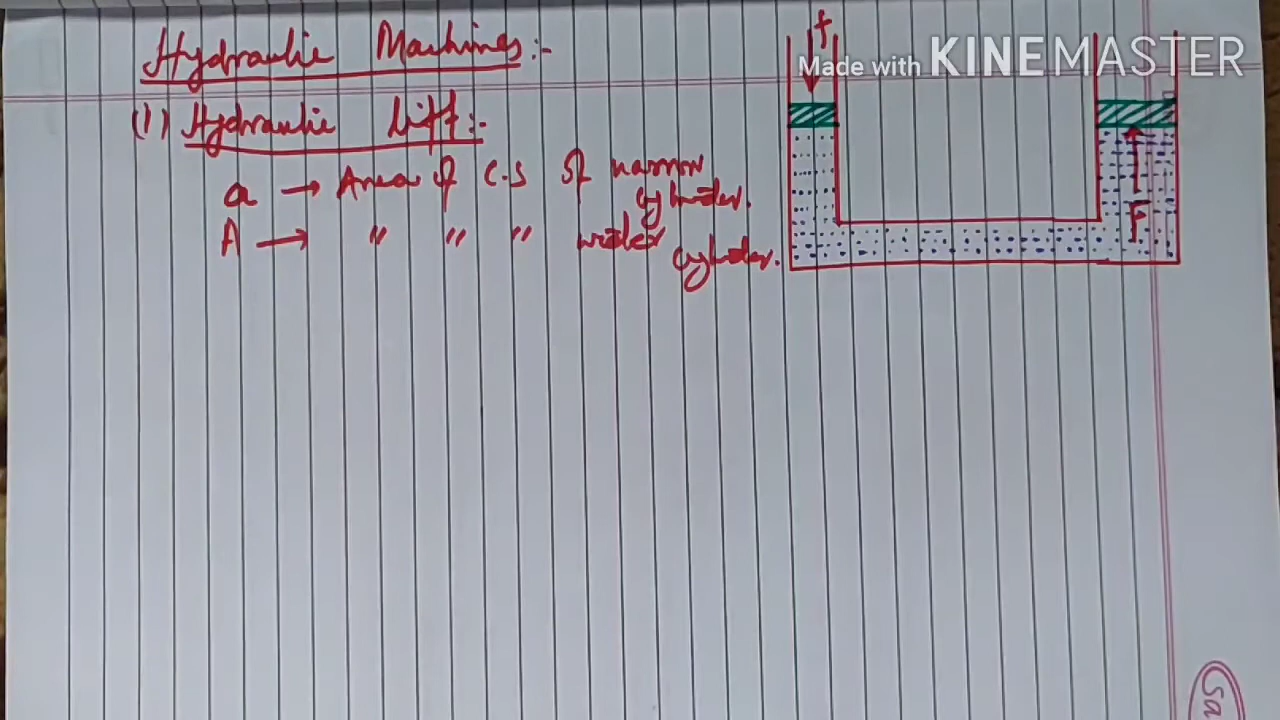 Hydraulic Machines:-
(1) Hydraulic Lift:-
a → Area of C.S of narrow cylinder.
A → " " " wider cylinder.
f
F
Made with KINEMASTER